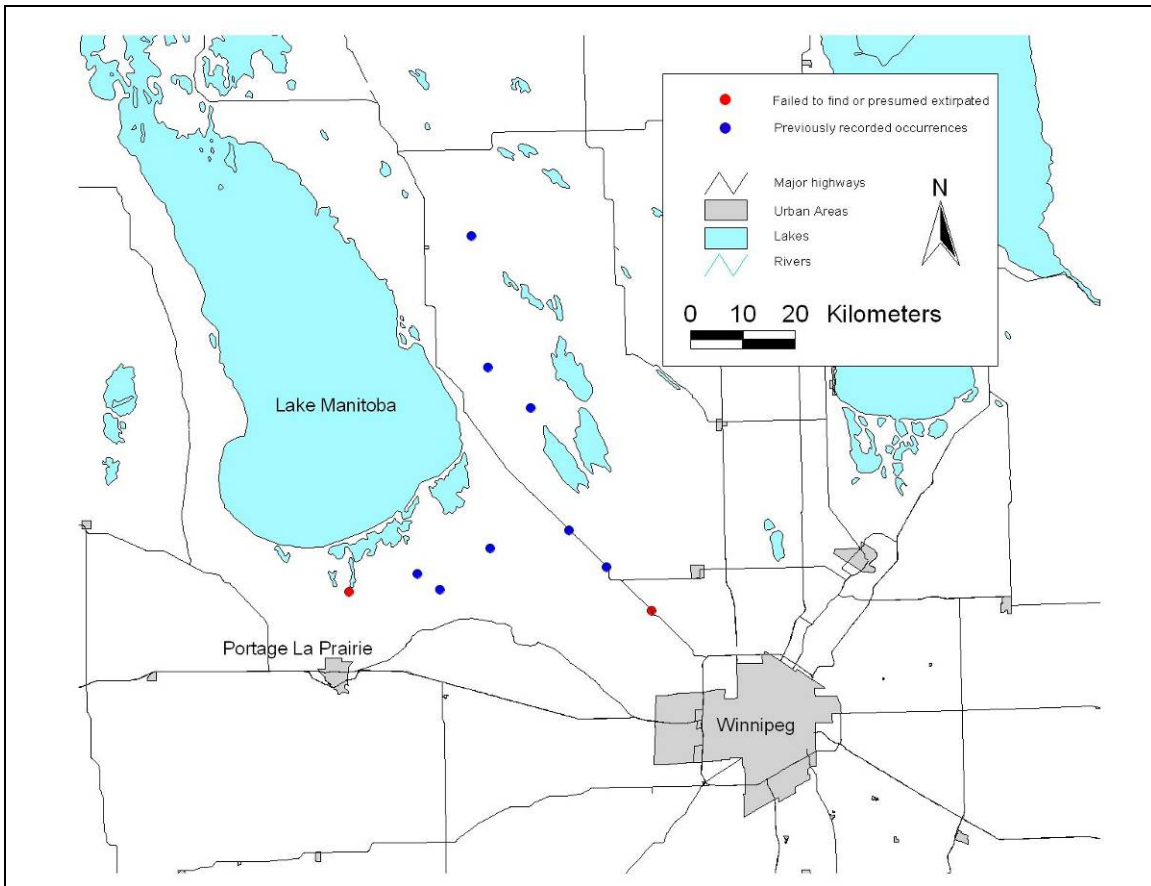 Failed to find or presumed extirpated
Previously recorded occurrences
Major highways
Urban Areas
Lakes
Rivers
N
0 10 20 Kilometers
Lake Manitoba
Portage La Prairie
Winnipeg